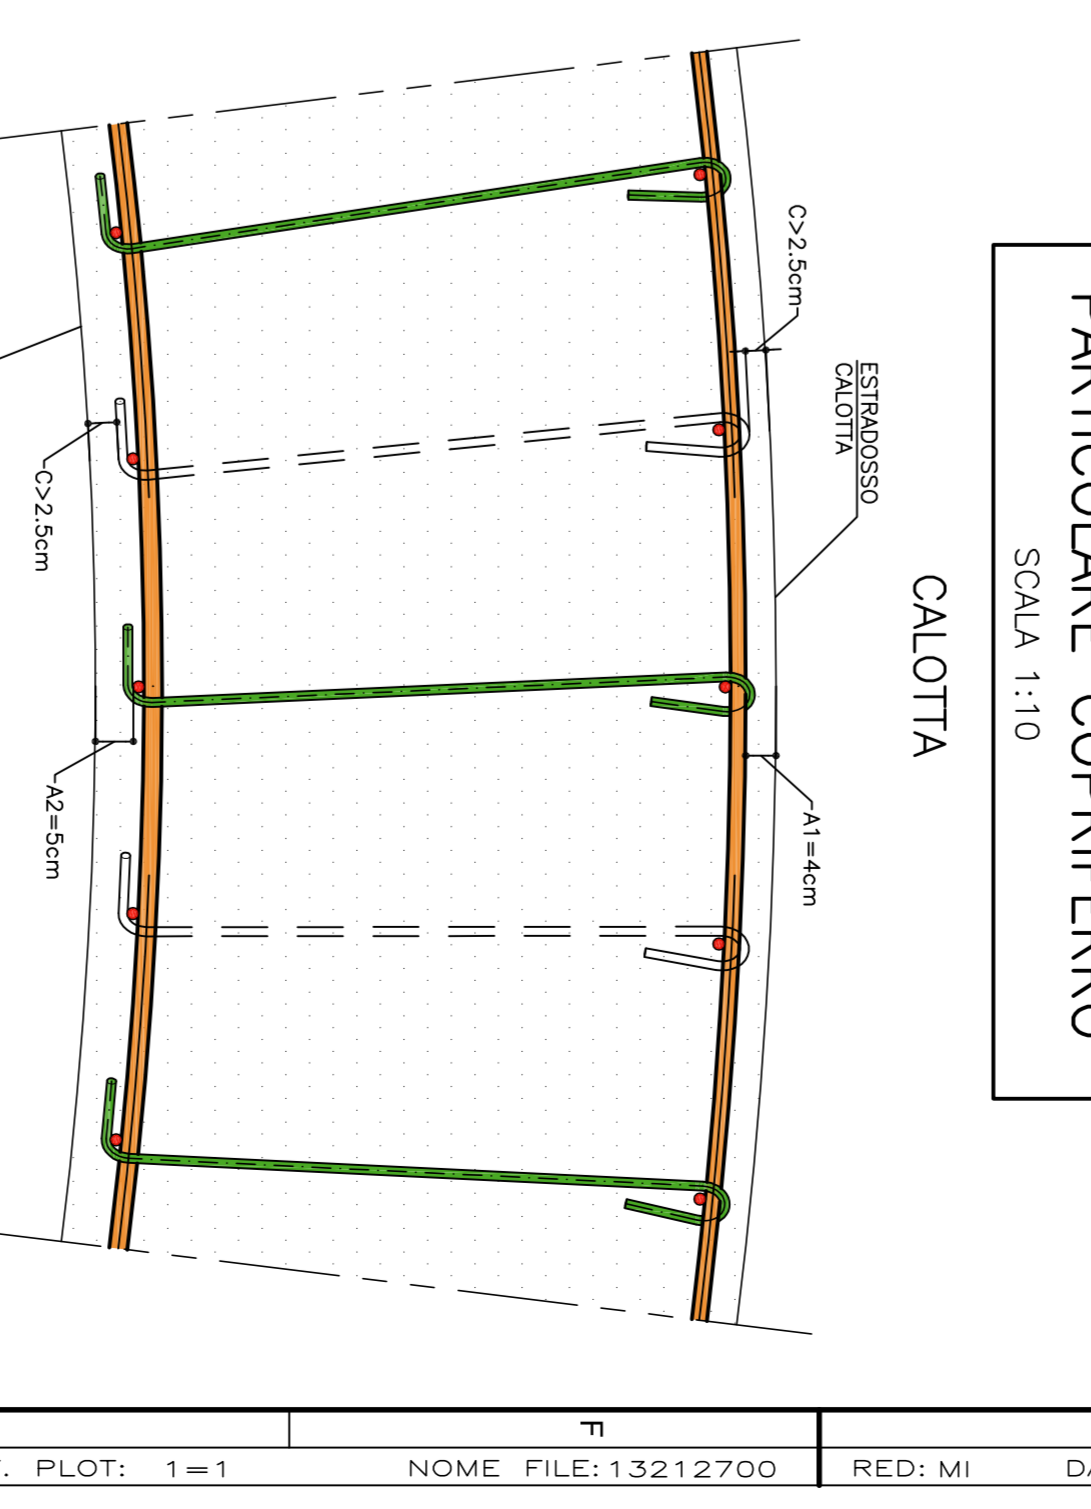 PARTICOLARE COPRIFERRO
SCALA 1:10
CALOTTA
ESTRADOSSO
CALOTTA
C>2.5cm
A1=4cm
C>2.5cm
A2=5cm
F
PLOT: 1=1
NOME FILE:13212700
RED: MI